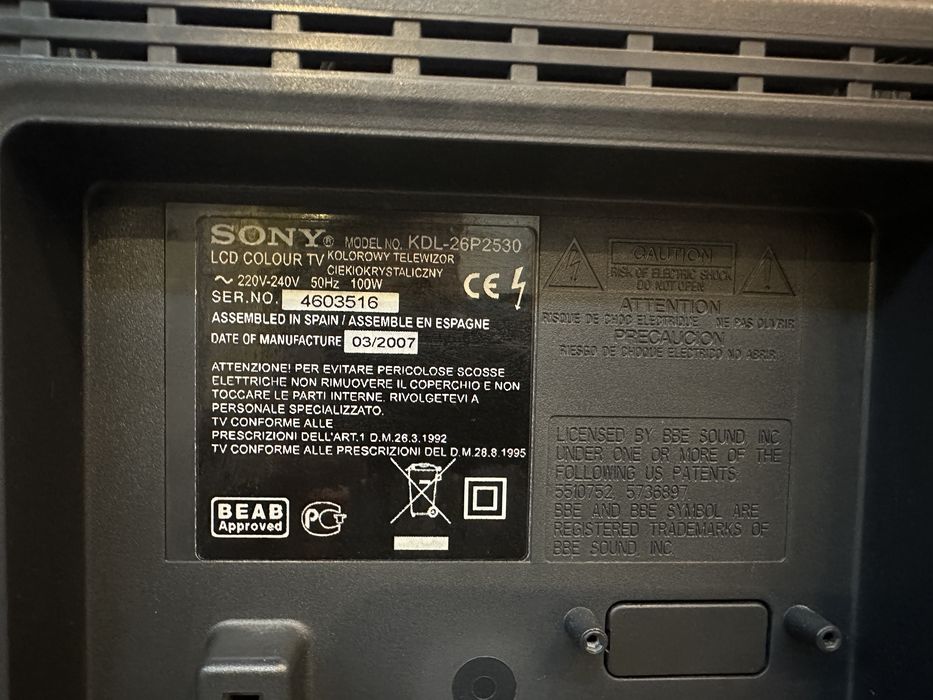 SONY® MODEL NO. KDL-26P2530
LCD COLOUR TV KOLOROWY TELEWIZOR
CIEKIOKRYSTALICZNY
~ 220V-240V 50Hz 100W
SER.NO. 4603516
ASSEMBLED IN SPAIN / ASSEMBLE EN ESPAGNE
DATE OF MANUFACTURE 03/2007
ATTENZIONE! PER EVITARE PERICOLOSE SCOSSE
ELETTRICHE NON RIMUOVERE IL COPERCHIO E NON
TOCCARE LE PARTI INTERNE. RIVOLGETEVI A
PERSONALE SPECIALIZZATO.
TV CONFORME ALLE
PRESCRIZIONI DELL'ART.1 D.M.26.3.1992
TV CONFORME ALLE PRESCRIZIONI DEL D.M.28.8.1995
CE
BEAB
Approved
PCT
CAUTION
RISK OF ELECTRIC SHOCK
DO NOT OPEN
ATTENTION
RISQUE DE CHOC ELECTRIQUE NE PAS OUVRIR
PRECAUCION
RIESGO DE CHOQUE ELECTRICO NO ABRIR
LICENSED BY BBE SOUND, INC
UNDER ONE OR MORE OF THE
FOLLOWING US PATENTS:
5510752, 5736897.
BBE AND BBE SYMBOL ARE
REGISTERED TRADEMARKS OF
BBE SOUND, INC.